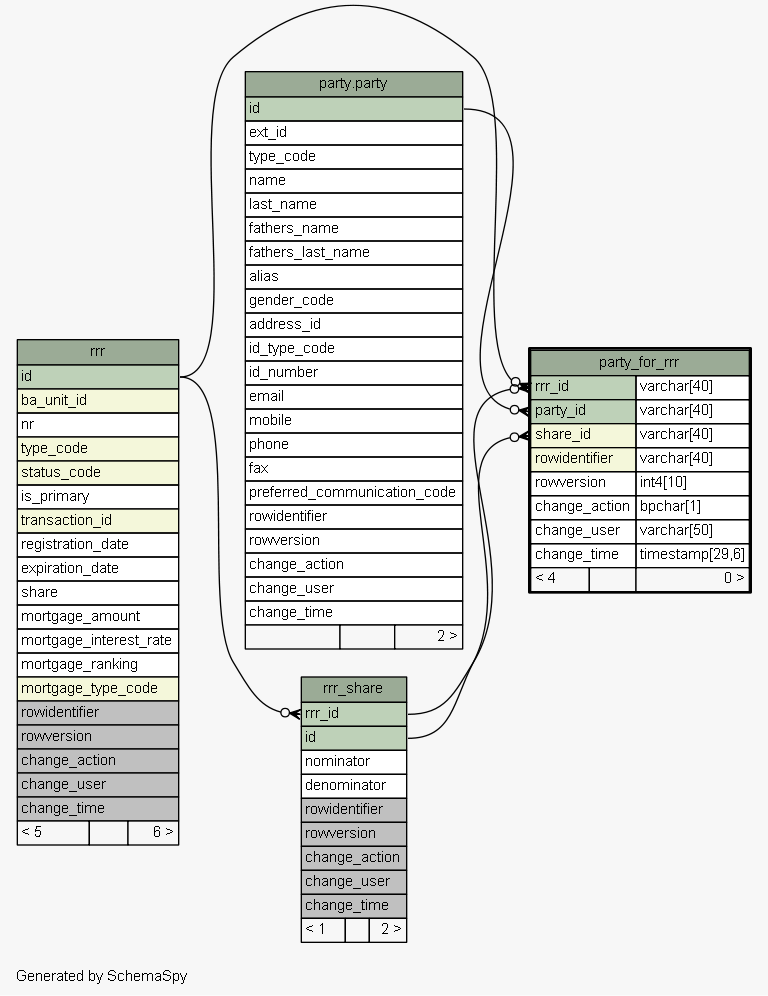 party.party
id
ext_id
type_code
name
last_name
fathers_name
fathers_last_name
alias
gender_code
address_id
id_type_code
id_number
email
mobile
phone
fax
preferred_communication_code
rowidentifier
rowversion
change_action
change_user
change_time
2 >
rrr
id
ba_unit_id
nr
type_code
status_code
is_primary
transaction_id
registration_date
expiration_date
share
mortgage_amount
mortgage_interest_rate
mortgage_ranking
mortgage_type_code
rowidentifier
rowversion
change_action
change_user
change_time
< 5 6 >
party_for_rrr
rrr_id varchar[40]
party_id varchar[40]
share_id varchar[40]
rowidentifier varchar[40]
rowversion int4[10]
change_action bpchar[1]
change_user varchar[50]
change_time timestamp[29,6]
< 4 0 >
rrr_share
rrr_id
id
nominator
denominator
rowidentifier
rowversion
change_action
change_user
change_time
< 1 2 >
Generated by SchemaSpy